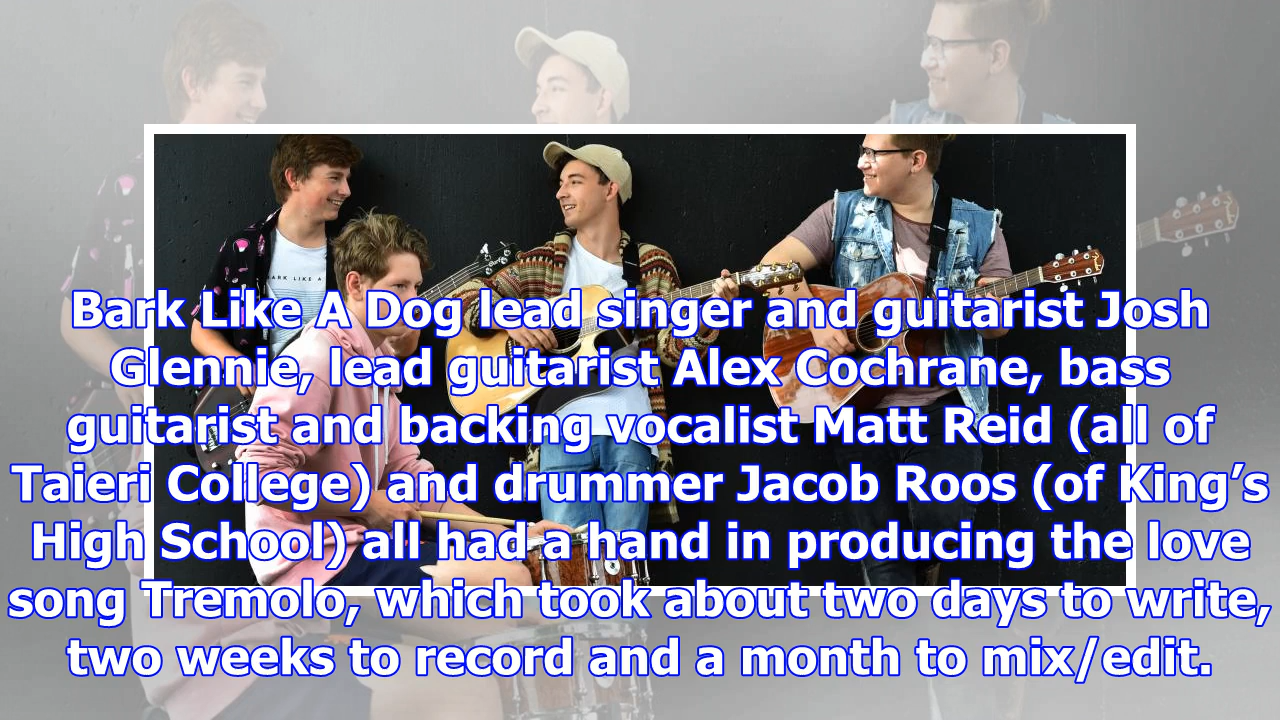 BARK LIKE A
Bark Like A Dog lead singer and guitarist Josh
Glennie, lead guitarist Alex Cochrane, bass
guitarist and backing vocalist Matt Reid (all of
Taieri College) and drummer Jacob Roos (of King’s
High School) all had a hand in producing the love
song Tremolo, which took about two days to write,
two weeks to record and a month to mix/edit.